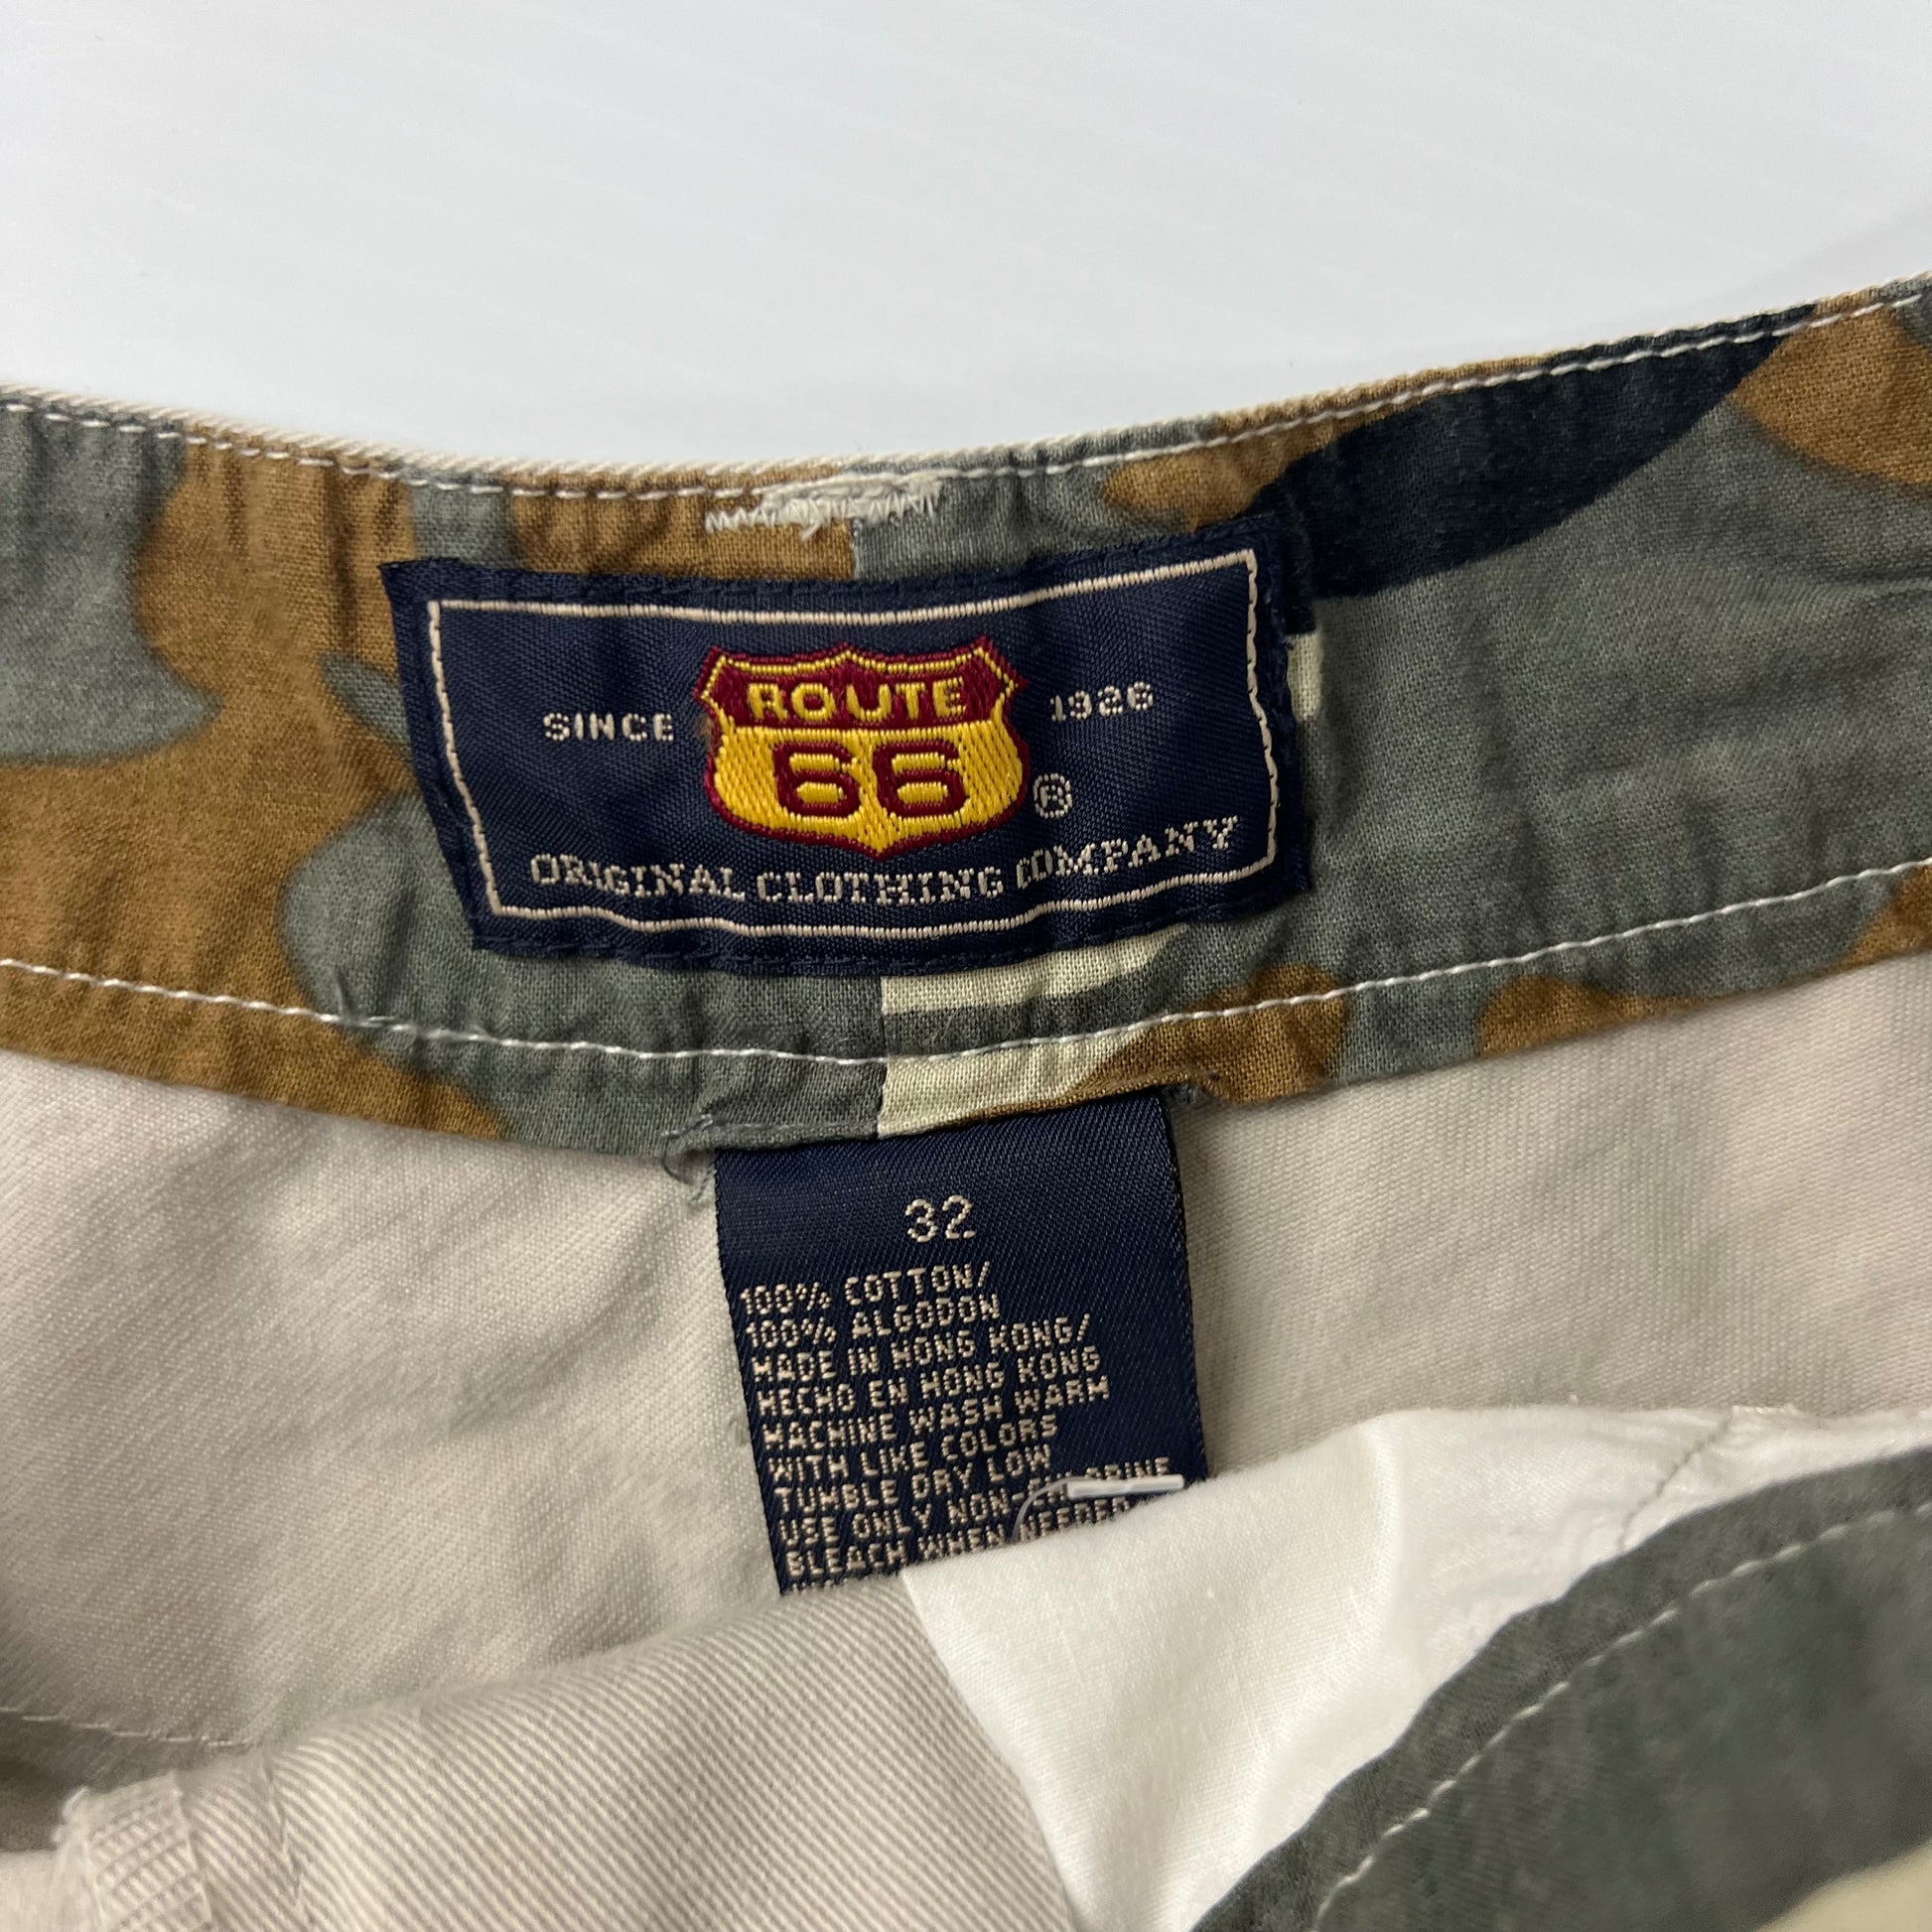 SINCE ROUTE 66 ® 1926
ORIGINAL CLOTHING COMPANY
32
100% COTTON/
100% ALGODON
MADE IN HONG KONG/
HECHO EN HONG KONG
MACHINE WASH WARM
WITH LIKE COLORS
TUMBLE DRY LOW
USE ONLY NON-
BLEACH WHEN NEEDED